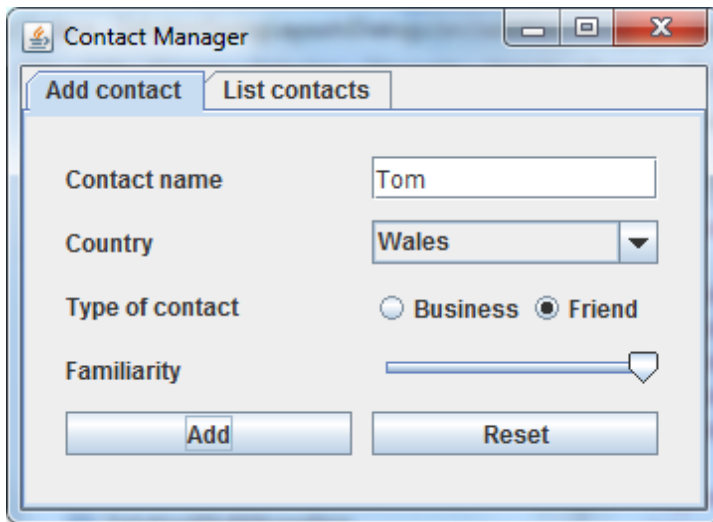 Contact Manager
Add contact List contacts
Contact name Tom
Country Wales
Type of contact Business Friend
Familiarity
Add Reset